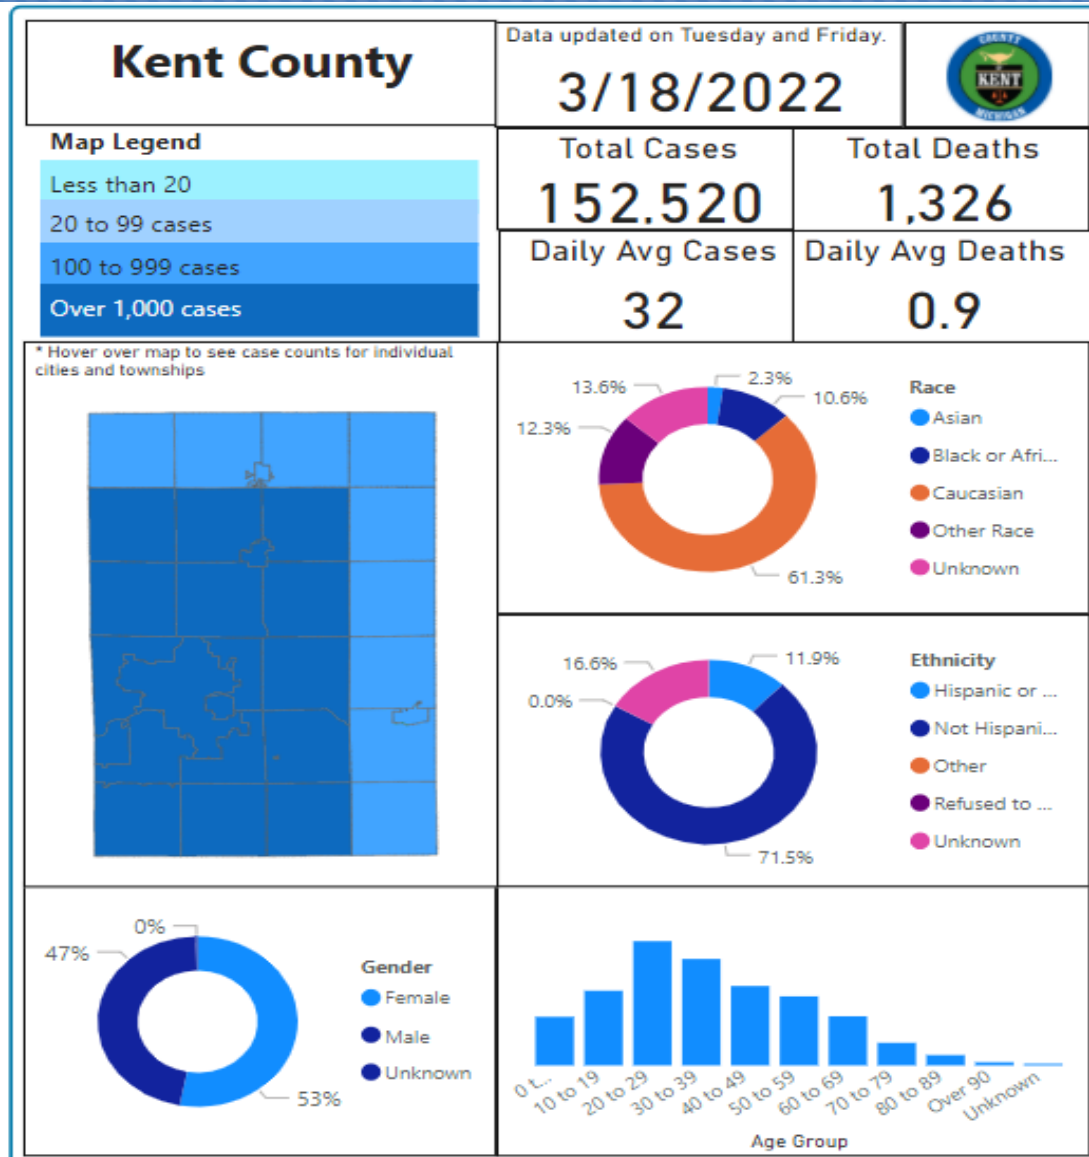 Kent County
Data updated on Tuesday and Friday.
3/18/2022
COUNTY
KENT
MICHIGAN
Map Legend
Less than 20
20 to 99 cases
100 to 999 cases
Over 1,000 cases
Total Cases
152,520
Total Deaths
1,326
Daily Avg Cases
32
Daily Avg Deaths
0.9
* Hover over map to see case counts for individual
cities and townships
13.6%
2.3%
10.6%
12.3%
61.3%
Race
Asian
Black or Afri...
Caucasian
Other Race
Unknown
16.6%
11.9%
0.0%
71.5%
Ethnicity
Hispanic or ...
Not Hispani...
Other
Refused to ...
Unknown
0%
47%
53%
Gender
Female
Male
Unknown
0 t...
10 to 19
20 to 29
30 to 39
40 to 49
50 to 59
60 to 69
70 to 79
80 to 89
Over 90
Unknown
Age Group